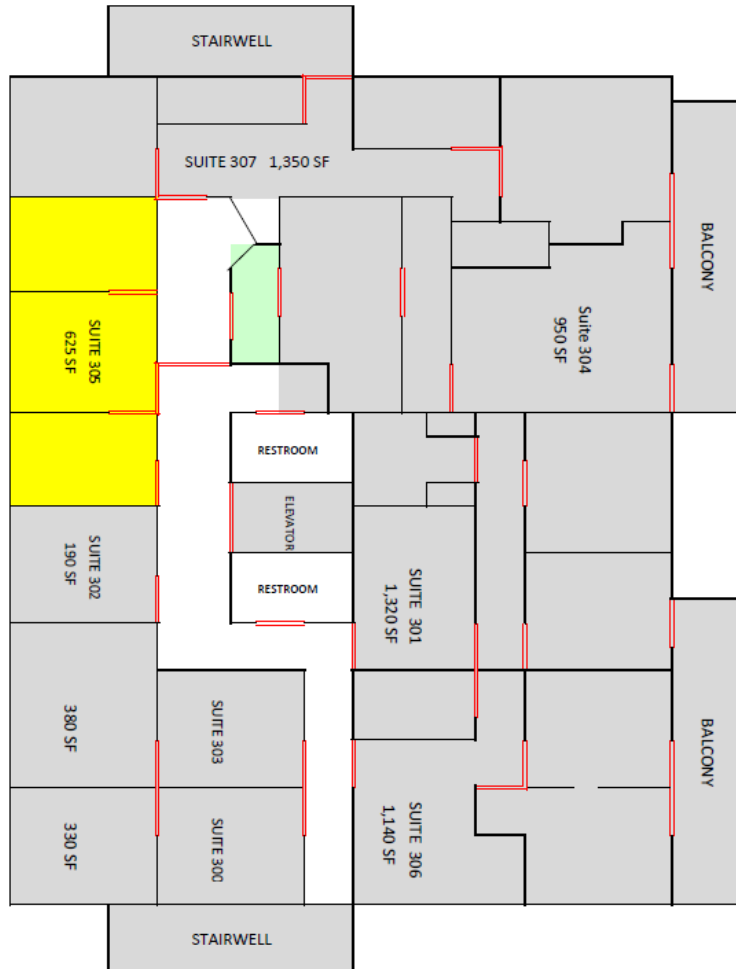 STAIRWELL
SUITE 307 1,350 SF
BALCONY
SUITE 305
625 SF
Suite 304
950 SF
RESTROOM
ELEVATOR
SUITE 302
190 SF
RESTROOM
SUITE 301
1,320 SF
380 SF
SUITE 303
BALCONY
330 SF
SUITE 300
SUITE 306
1,140 SF
STAIRWELL